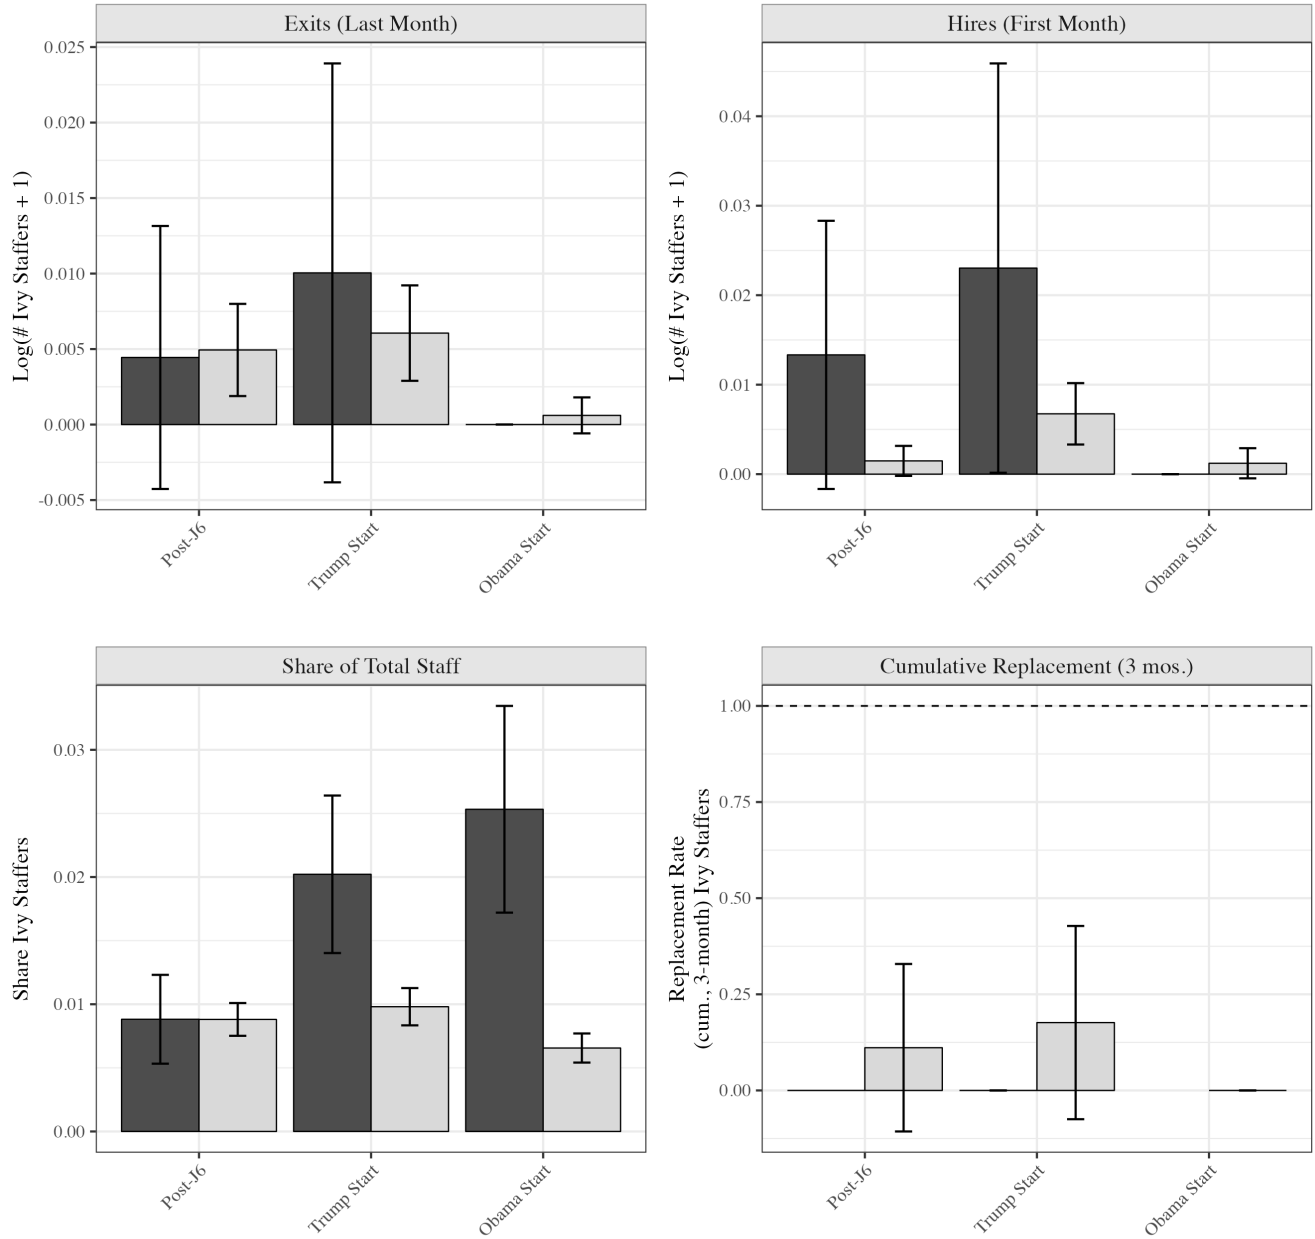 Exits (Last Month)
Log(# Ivy Staffers + 1)
0.025
0.020
0.015
0.010
0.005
0.000
-0.005
Post-J6
Trump Start
Obama Start
Hires (First Month)
Log(# Ivy Staffers + 1)
0.04
0.03
0.02
0.01
0.00
Post-J6
Trump Start
Obama Start
Share of Total Staff
Share Ivy Staffers
0.03
0.02
0.01
0.00
Post-J6
Trump Start
Obama Start
Cumulative Replacement (3 mos.)
Replacement Rate
(cum., 3-month) Ivy Staffers
1.00
0.75
0.50
0.25
0.00
Post-J6
Trump Start
Obama Start